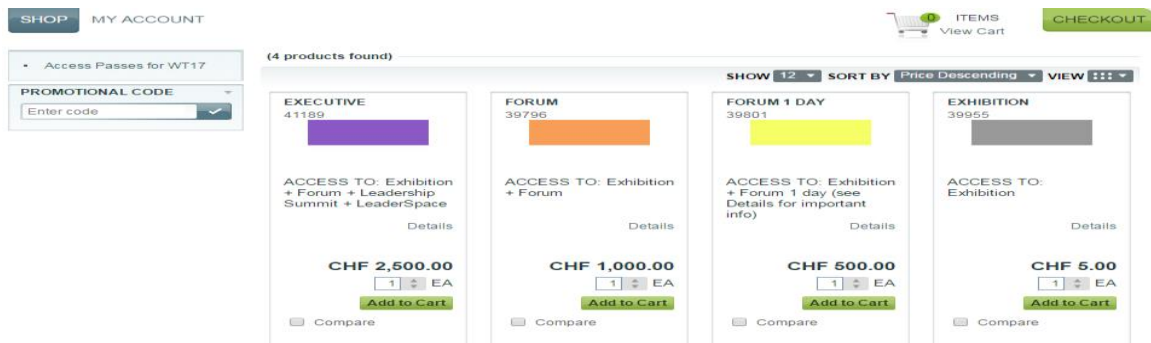 SHOP MY ACCOUNT
0 ITEMS
View Cart
CHECKOUT
Access Passes for WT17
PROMOTIONAL CODE
Enter code
(4 products found)
SHOW 12 SORT BY Price Descending VIEW
EXECUTIVE
41189
ACCESS TO: Exhibition
+ Forum + Leadership
Summit + LeaderSpace
Details
CHF 2,500.00
1 EA
Add to Cart
Compare
FORUM
39796
ACCESS TO: Exhibition
+ Forum
Details
CHF 1,000.00
1 EA
Add to Cart
Compare
FORUM 1 DAY
39801
ACCESS TO: Exhibition
+ Forum 1 day (see
Details for important
info)
Details
CHF 500.00
1 EA
Add to Cart
Compare
EXHIBITION
39955
ACCESS TO:
Exhibition
Details
CHF 5.00
1 EA
Add to Cart
Compare